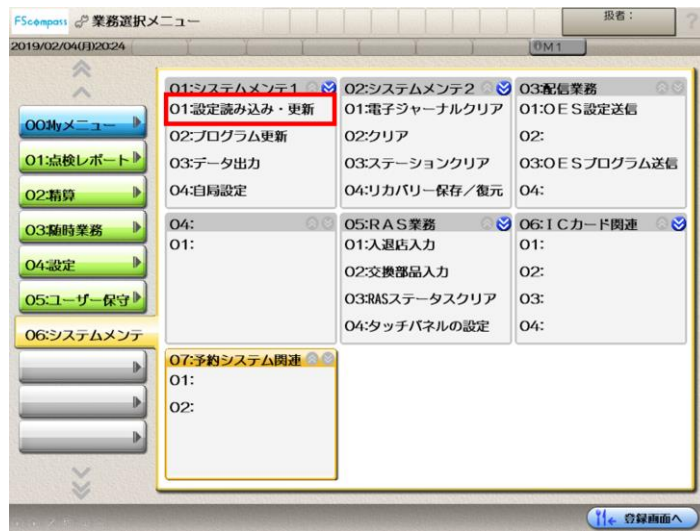 FScompass 業務選択メニュー 扱者：
2019/02/04(月)20:24 0M1
01:システムメンテ1 02:システムメンテ2 03:配信業務
01:設定読み込み・更新 01:電子ジャーナルクリア 01:OES設定送信
02:プログラム更新 02:クリア 02:
03:データ出力 03:ステーションクリア 03:OESプログラム送信
04:自局設定 04:リカバリー保存／復元 04:
04: 05:RAS業務 06:ICカード関連
01: 01:入退店入力 01:
02:交換部品入力 02:
03:RASステータスクリア 03:
04:タッチパネルの設定 04:
07:予約システム関連
01:
02:
00:Myメニュー
01:点検レポート
02:精算
03:随時業務
04:設定
05:ユーザー保守
06:システムメンテ
登録画面へ